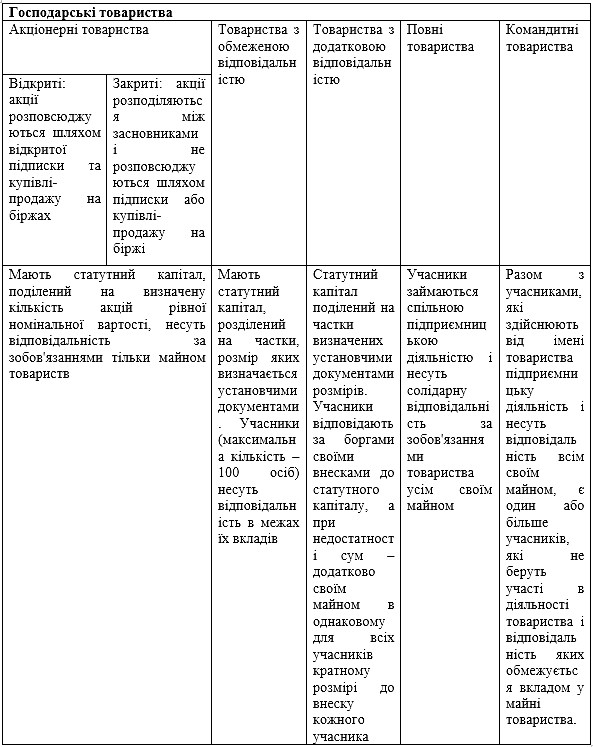 Господарські товариства
Акціонерні товариства
Відкриті:
акції
розповсюджу
ються шляхом
відкритої
підписки та
купівлі-
продажу на
біржах
Закриті: акції
розподіляютьс
я між
засновниками
і не
розповсюджу
ються шляхом
підписки або
купівлі-
продажу на
біржі
Товариства з
обмеженою
відповідальн
істю
Товариства з
додатковою
відповідальн
істю
Повні
товариства
Командитні
товариства
Мають статутний капітал,
поділений на визначену
кількість акцій рівної
номінальної вартості, несуть
відповідальність за
зобов'язаннями тільки майном
товариств
Мають
статутний
капітал,
розділений
на частки,
розмір яких
визначається
установчими
документами
. Учасники
(максимальн
а кількість –
100 осіб)
несуть
відповідальн
ість в межах
їх вкладів
Статутний
капітал
поділений на
частки
визначених
установчими
документами
розмірів.
Учасники
відповідають
за боргами
своїми
внесками до
статутного
капіталу, а
при
недостатност
і сум –
додатково
своїм
майном в
однаковому
для всіх
учасників
кратному
розмірі до
внеску
кожного
учасника
Учасники
займаються
спільною
підприємниц
ькою
діяльністю і
несуть
солідарну
відповідальні
сть за
зобов'язання
ми
товариства
усім своїм
майном
Разом з
учасниками,
які
здійснюють
від імені
товариства
підприємни
цьку
діяльність і
несуть
відповідаль
ність всім
своїм
майном, є
один або
більше
учасників,
які не
беруть
участі в
діяльності
товариства і
відповідаль
ність яких
обмежуєтьс
я вкладом у
майні
товариства.